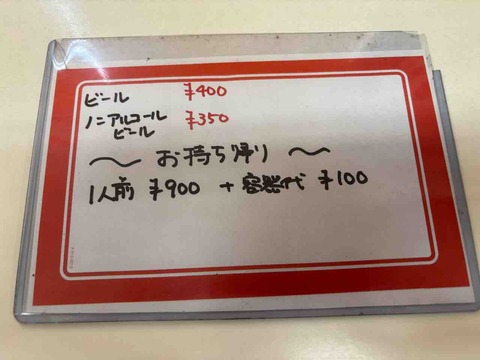 ビール ¥400
ノンアルコール
ビール ¥350
〜 お持ち帰り 〜
1人前 ¥900 + 容器代 ¥100